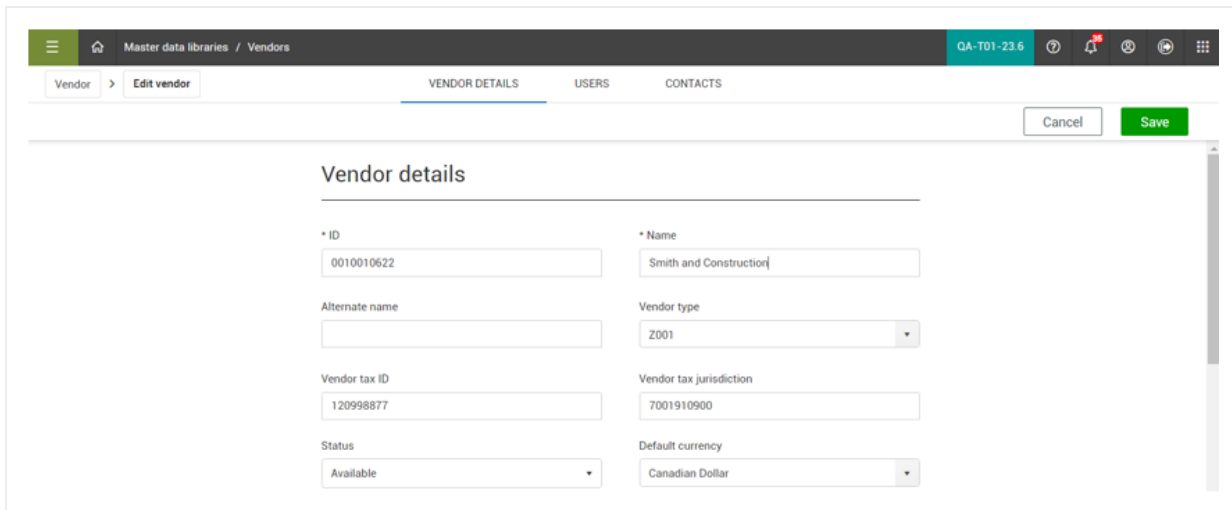 Master data libraries / Vendors QA-T01-23.6 36
Vendor > Edit vendor VENDOR DETAILS USERS CONTACTS
Cancel Save
Vendor details
* ID * Name
0010010622 Smith and Construction
Alternate name Vendor type
Z001
Vendor tax ID Vendor tax jurisdiction
120998877 7001910900
Status Default currency
Available Canadian Dollar